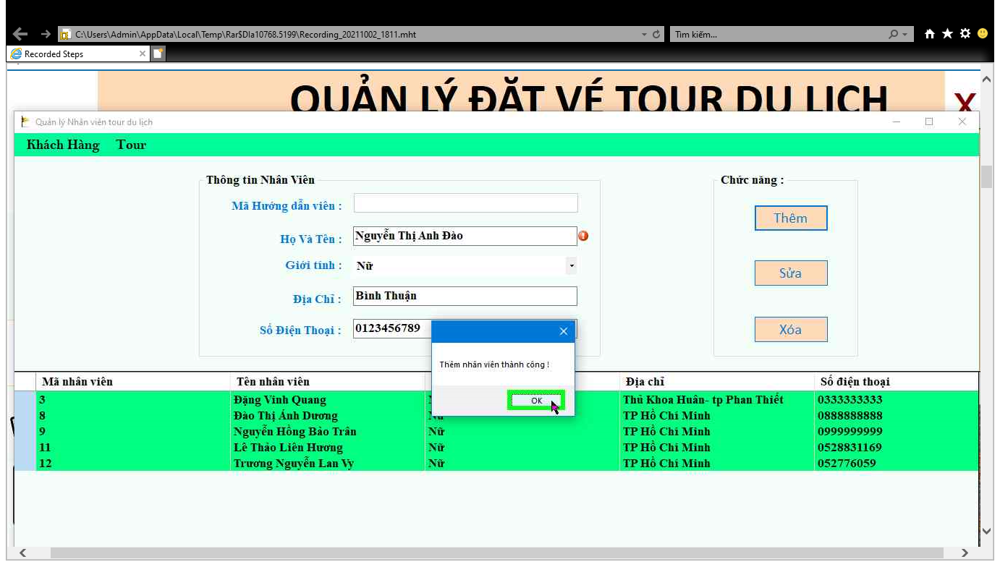 C:\Users\Admin\AppData\Local\Temp\Rar$DIa10768.5199\Recording_20211002_1811.mht
Tìm kiếm...
Recorded Steps
QUẢN LÝ ĐẶT VÉ TOUR DU LỊCH
X
Quản lý Nhân viên tour du lịch
Khách Hàng Tour
Thông tin Nhân Viên
Chức năng :
Mã Hướng dẫn viên :
Thêm
Họ Và Tên : Nguyễn Thị Anh Đào
Giới tính : Nữ
Sửa
Địa Chỉ : Bình Thuận
Số Điện Thoại : 0123456789
Xóa
Thêm nhân viên thành công !
OK
Mã nhân viên Tên nhân viên Địa chỉ Số điện thoại
3 Đặng Vinh Quang Thủ Khoa Huân- tp Phan Thiết 0333333333
8 Đào Thị Ánh Dương TP Hồ Chí Minh 0888888888
9 Nguyễn Hồng Bảo Trân Nữ TP Hồ Chí Minh 0999999999
11 Lê Thảo Liên Hương Nữ TP Hồ Chí Minh 0528831169
12 Trương Nguyễn Lan Vy Nữ TP Hồ Chí Minh 052776059